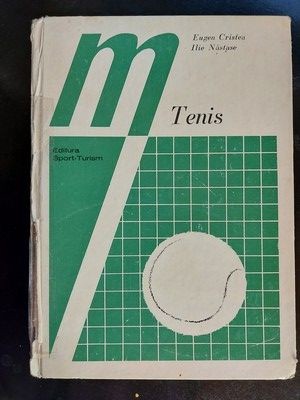 m
Eugen Cristea
Ilie Năstase
Tenis
Editura
Sport-Turism